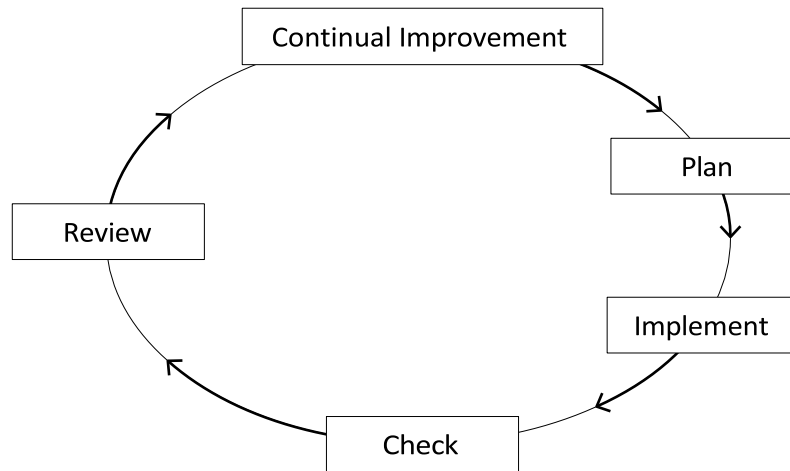 Continual Improvement
Plan
Implement
Check
Review